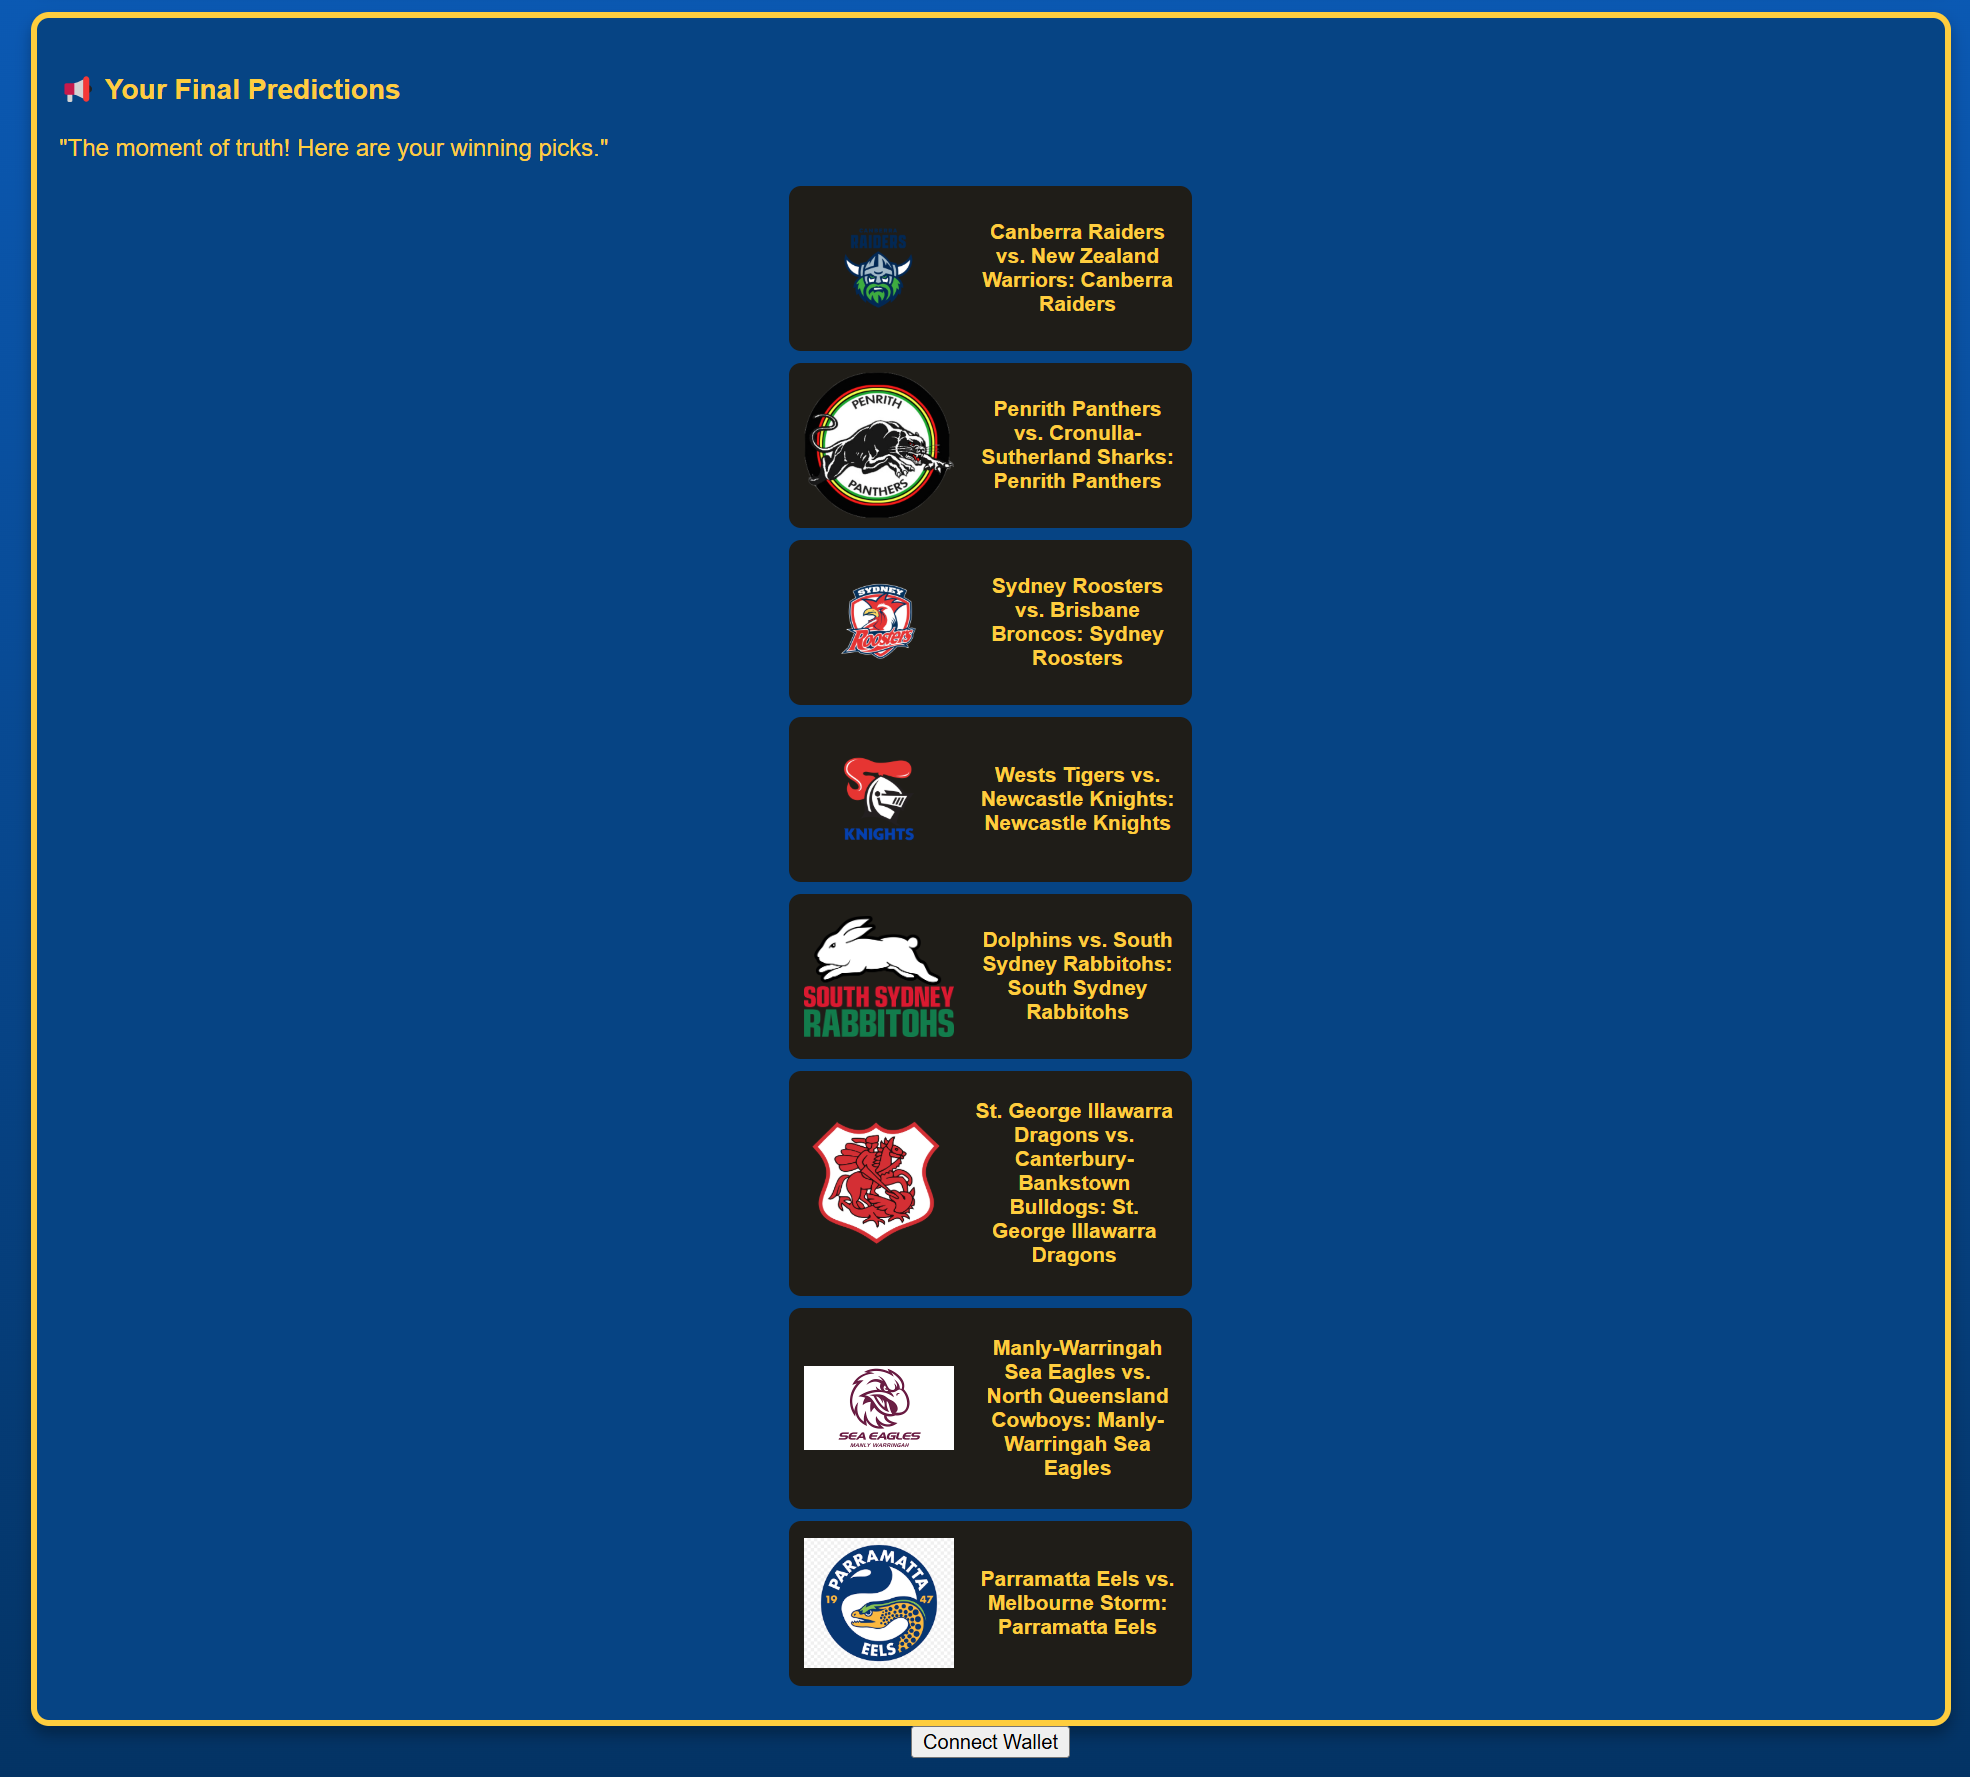 Your Final Predictions
"The moment of truth! Here are your winning picks."
RAIDERS
Canberra Raiders
vs. New Zealand
Warriors: Canberra
Raiders
PENRITH
PANTHERS
Penrith Panthers
vs. Cronulla-
Sutherland Sharks:
Penrith Panthers
SYDNEY
Roosters
Sydney Roosters
vs. Brisbane
Broncos: Sydney
Roosters
KNIGHTS
Wests Tigers vs.
Newcastle Knights:
Newcastle Knights
SOUTH SYDNEY
RABBITOHS
Dolphins vs. South
Sydney Rabbitohs:
South Sydney
Rabbitohs
St. George Illawarra
Dragons vs.
Canterbury-
Bankstown
Bulldogs: St.
George Illawarra
Dragons
SEA EAGLES
MANLY WARRINGAH
Manly-Warringah
Sea Eagles vs.
North Queensland
Cowboys: Manly-
Warringah Sea
Eagles
PARRAMATTA
19 47
EELS
Parramatta Eels vs.
Melbourne Storm:
Parramatta Eels
Connect Wallet